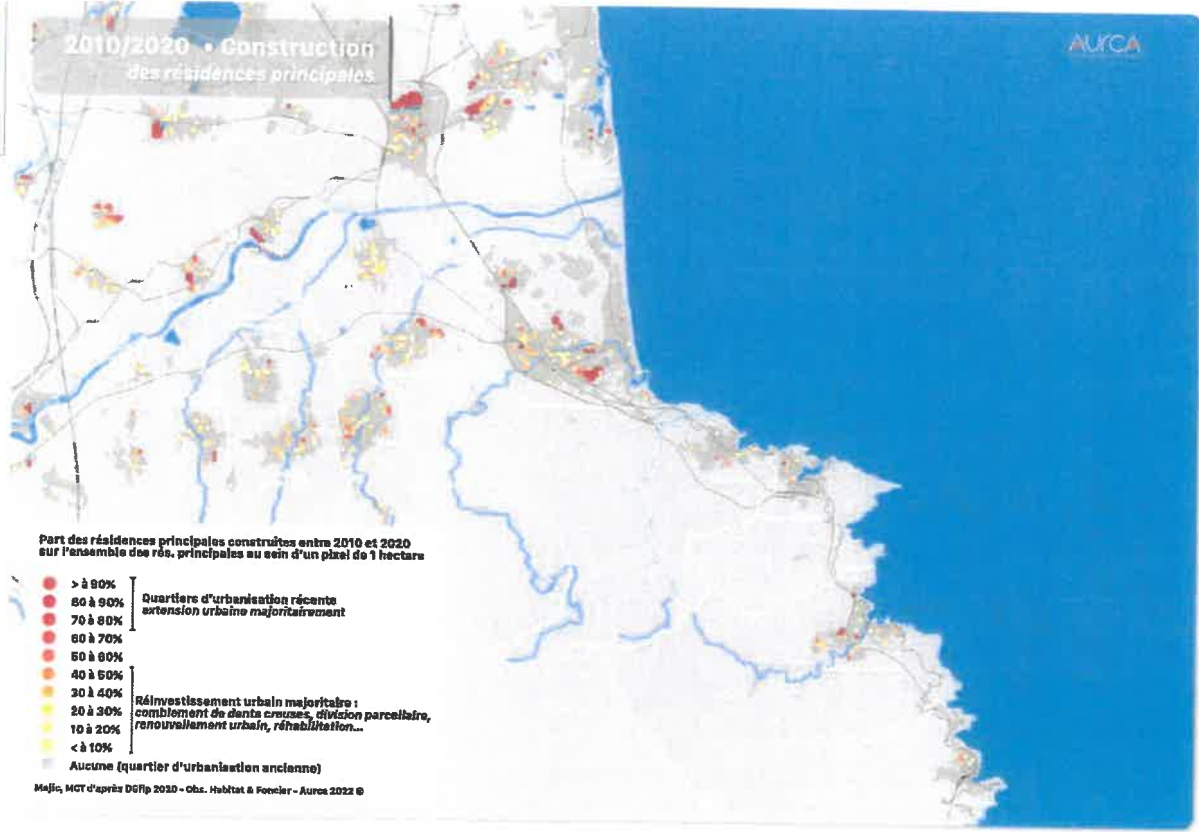 2010/2020 • Construction
des résidences principales
AURCA
Part des résidences principales construites entre 2010 et 2020
sur l'ensemble des rés. principales au sein d'un pixel de 1 hectare
> à 90%
80 à 90%
70 à 80%
60 à 70%
50 à 60%
40 à 50%
30 à 40%
20 à 30%
10 à 20%
< à 10%
Quartiers d'urbanisation récente
extension urbaine majoritairement
Réinvestissement urbain majoritaire :
comblement de dents creuses, division parcellaire,
renouvellement urbain, réhabilitation...
Aucune (quartier d'urbanisation ancienne)
Majic, MCT d'après DGfip 2020 - Obs. Habitat & Foncier - Aurca 2022 ©